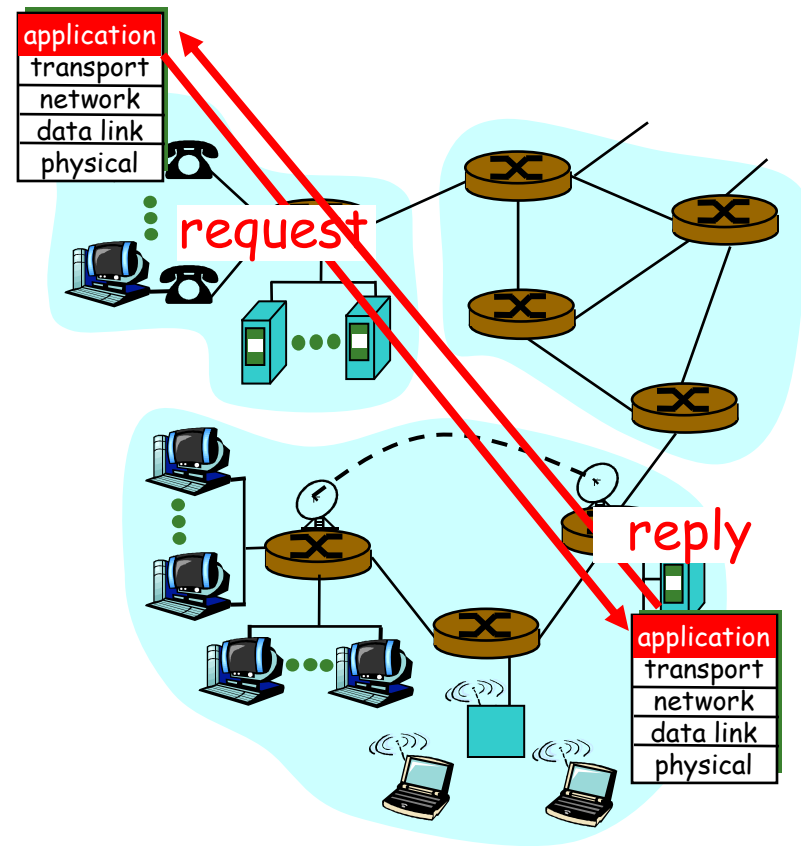 application
transport
network
data link
physical
request
reply
application
transport
network
data link
physical